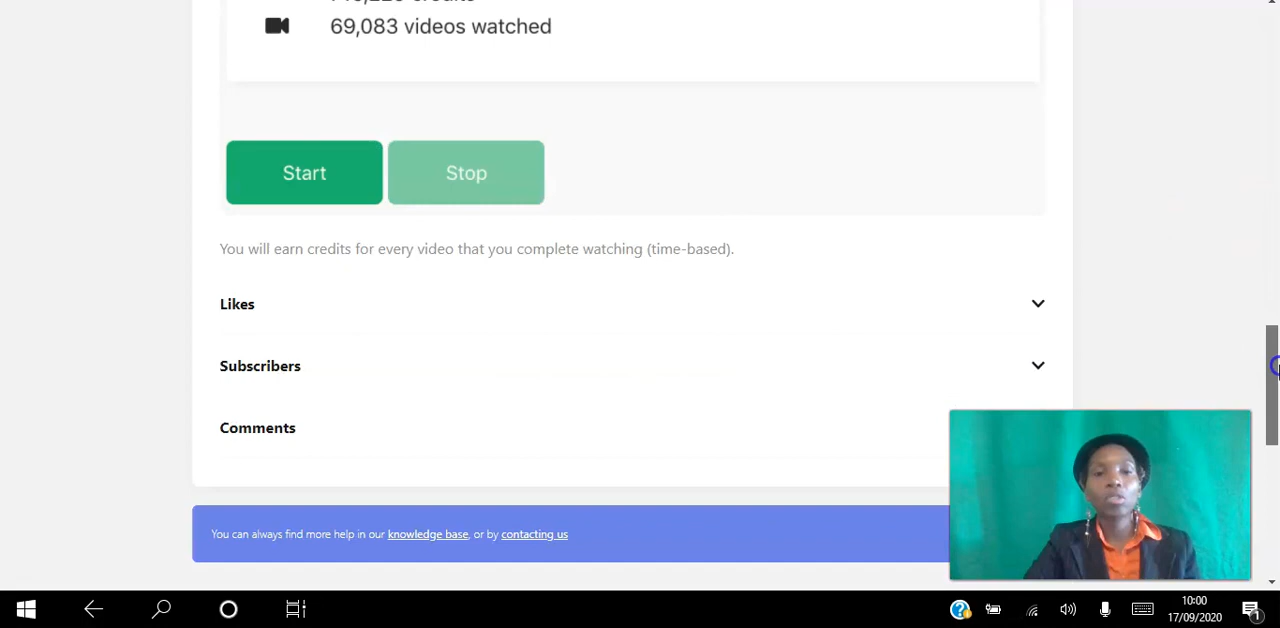 69,083 videos watched
Start
Stop
You will earn credits for every video that you complete watching (time-based).
Likes
Subscribers
Comments
You can always find more help in our knowledge base, or by contacting us
10:00
17/09/2020